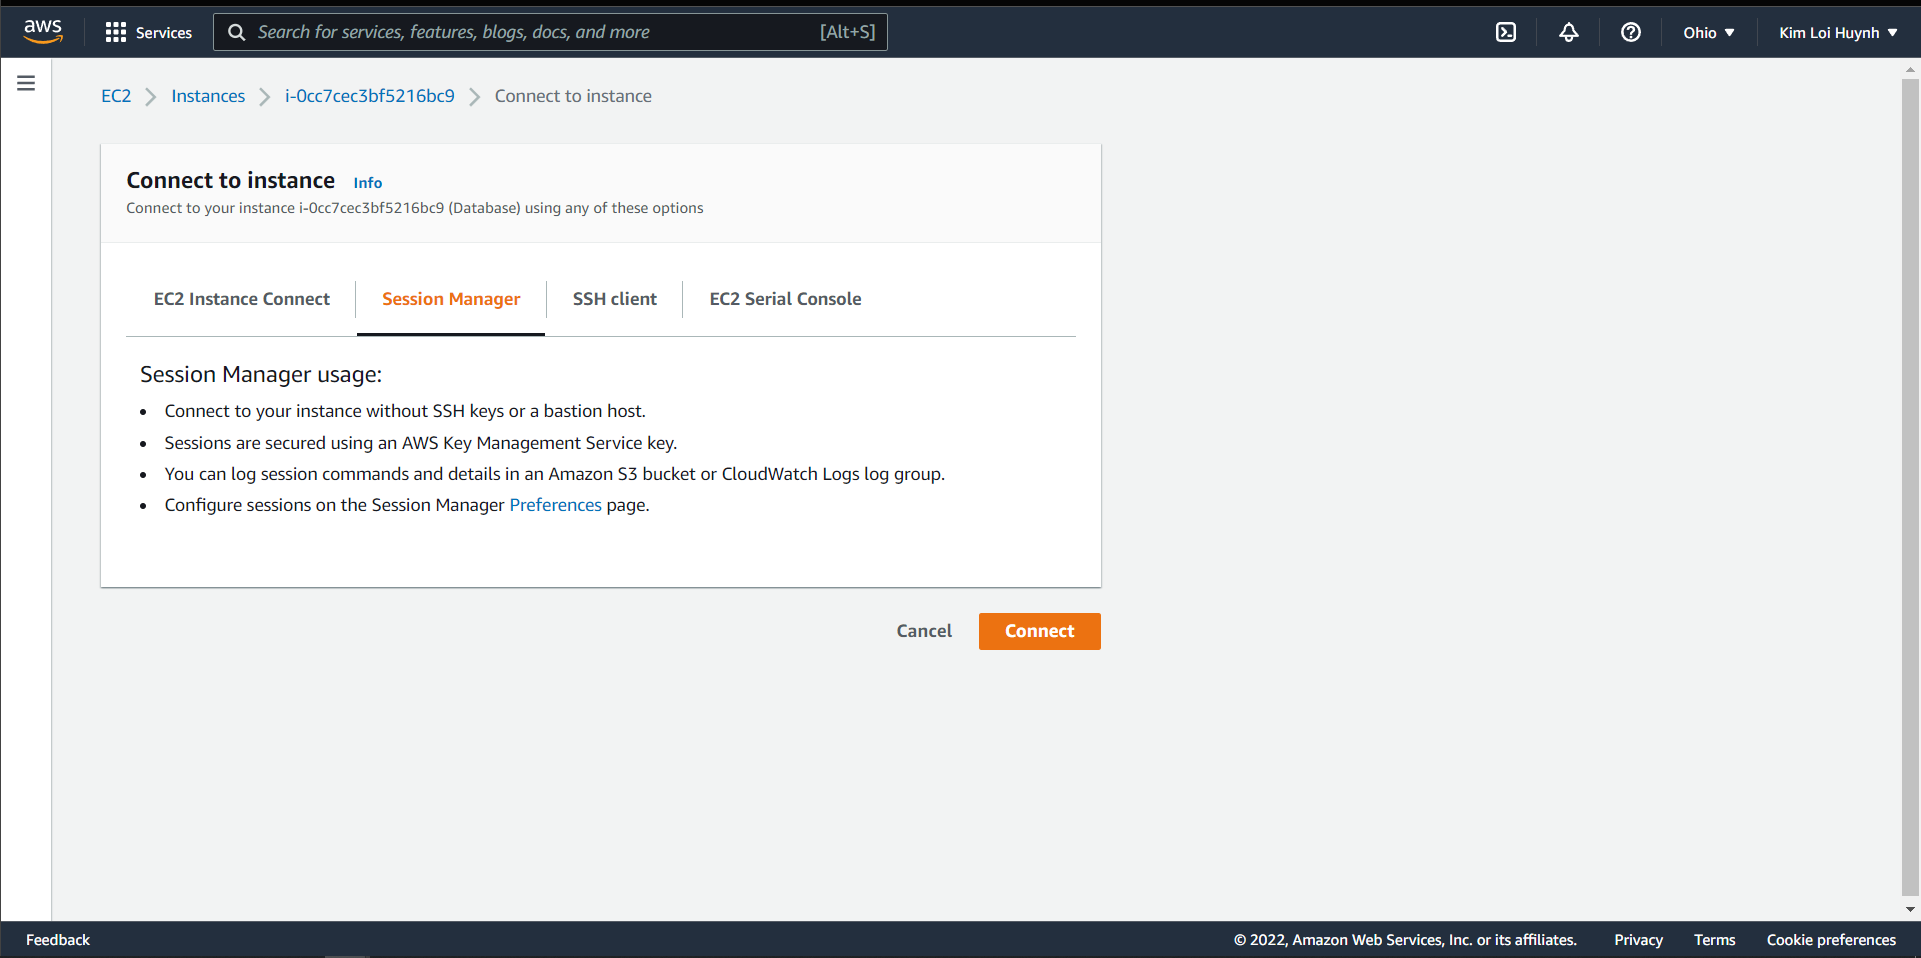 aws Services Search for services, features, blogs, docs, and more [Alt+S] Ohio Kim Loi Huynh
EC2 Instances i-0cc7cec3bf5216bc9 Connect to instance
Connect to instance Info
Connect to your instance i-0cc7cec3bf5216bc9 (Database) using any of these options
EC2 Instance Connect Session Manager SSH client EC2 Serial Console
Session Manager usage:
• Connect to your instance without SSH keys or a bastion host.
• Sessions are secured using an AWS Key Management Service key.
• You can log session commands and details in an Amazon S3 bucket or CloudWatch Logs log group.
• Configure sessions on the Session Manager Preferences page.
Cancel Connect
Feedback © 2022, Amazon Web Services, Inc. or its affiliates. Privacy Terms Cookie preferences